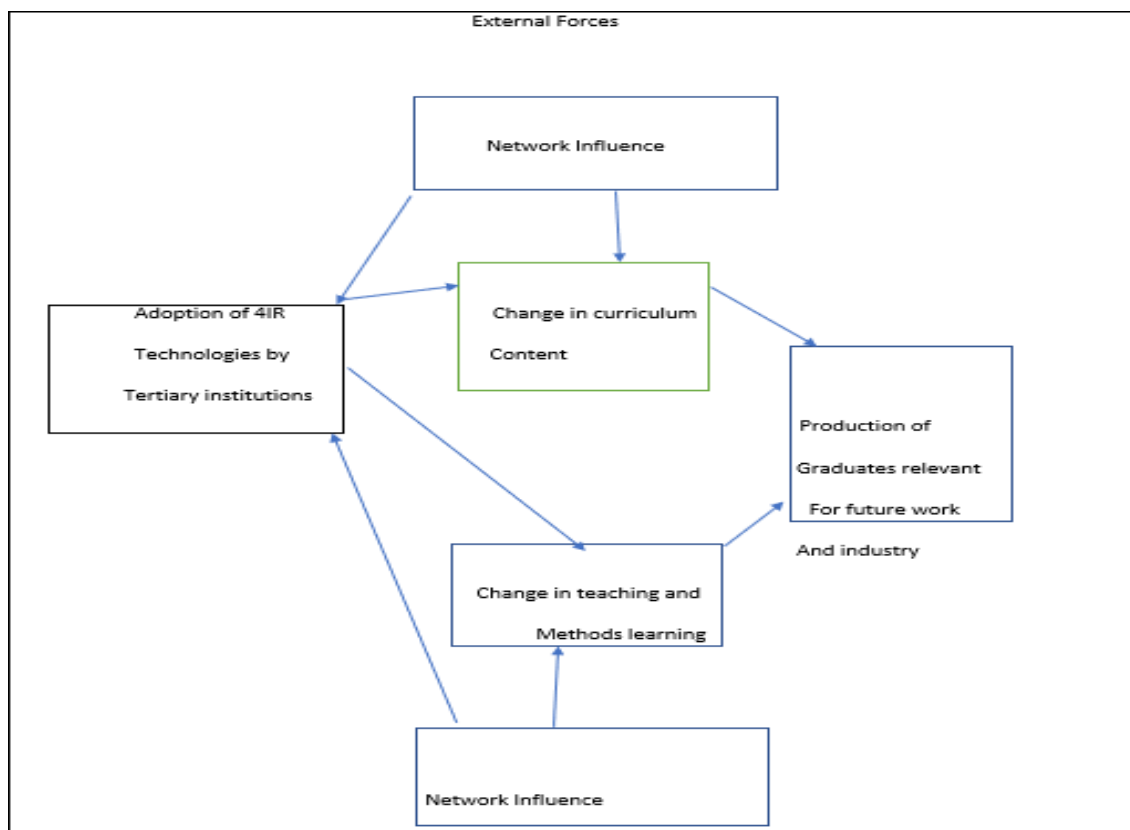 External Forces
Network Influence
Adoption of 4IR
Technologies by
Tertiary institutions
Change in curriculum
Content
Production of
Graduates relevant
For future work
And industry
Change in teaching and
Methods learning
Network Influence